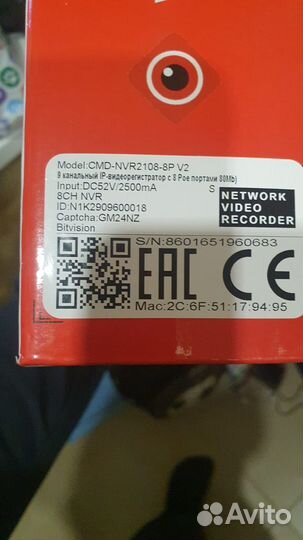 Model:CMD-NVR2108-8P V2
9 канальный IP-видеорегистратор с 8 Poe портами 80Mb)
Input:DC52V/2500mA
S
8CH NVR
ID:N1K2909600018
Captcha:GM24NZ
Bitvision
NETWORK
VIDEO
RECORDER
S/N:8601651960683
EAC CE
Mac:2C:6F:51:17:94:95
Avito